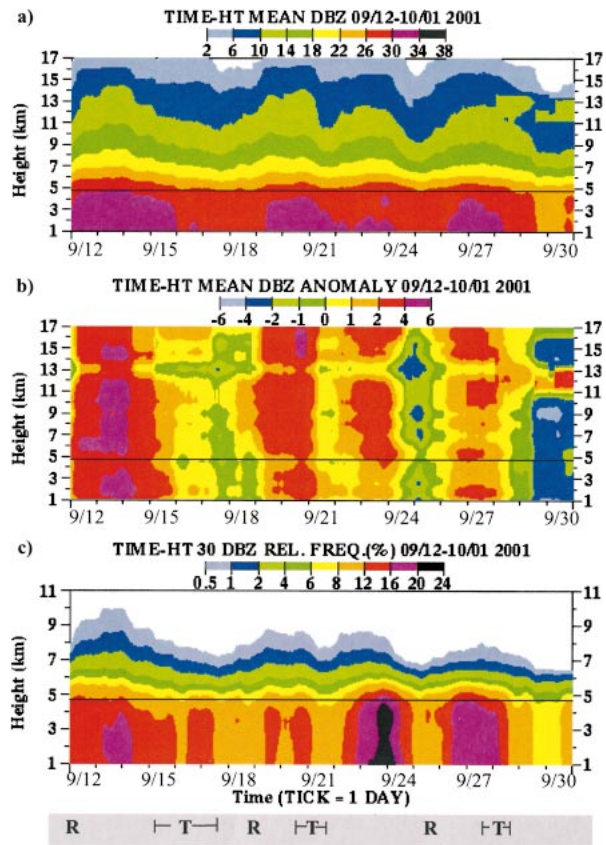 a) TIME-HT MEAN DBZ 09/12-10/01 2001
2 6 10 14 18 22 26 30 34 38
17 17
15 15
13 13
11 11
9 9
7 7
5 5
3 3
1 1
Height (km)
9/12 9/15 9/18 9/21 9/24 9/27 9/30
b) TIME-HT MEAN DBZ ANOMALY 09/12-10/01 2001
-6 -4 -2 -1 0 1 2 4 6
17 17
15 15
13 13
11 11
9 9
7 7
5 5
3 3
1 1
Height (km)
9/12 9/15 9/18 9/21 9/24 9/27 9/30
c) TIME-HT 30 DBZ REL. FREQ.(%) 09/12-10/01 2001
0.5 1 2 4 6 8 12 16 20 24
11 11
9 9
7 7
5 5
3 3
1 1
Height (km)
9/12 9/15 9/18 9/21 9/24 9/27 9/30
Time (TICK = 1 DAY)
R T R T R T